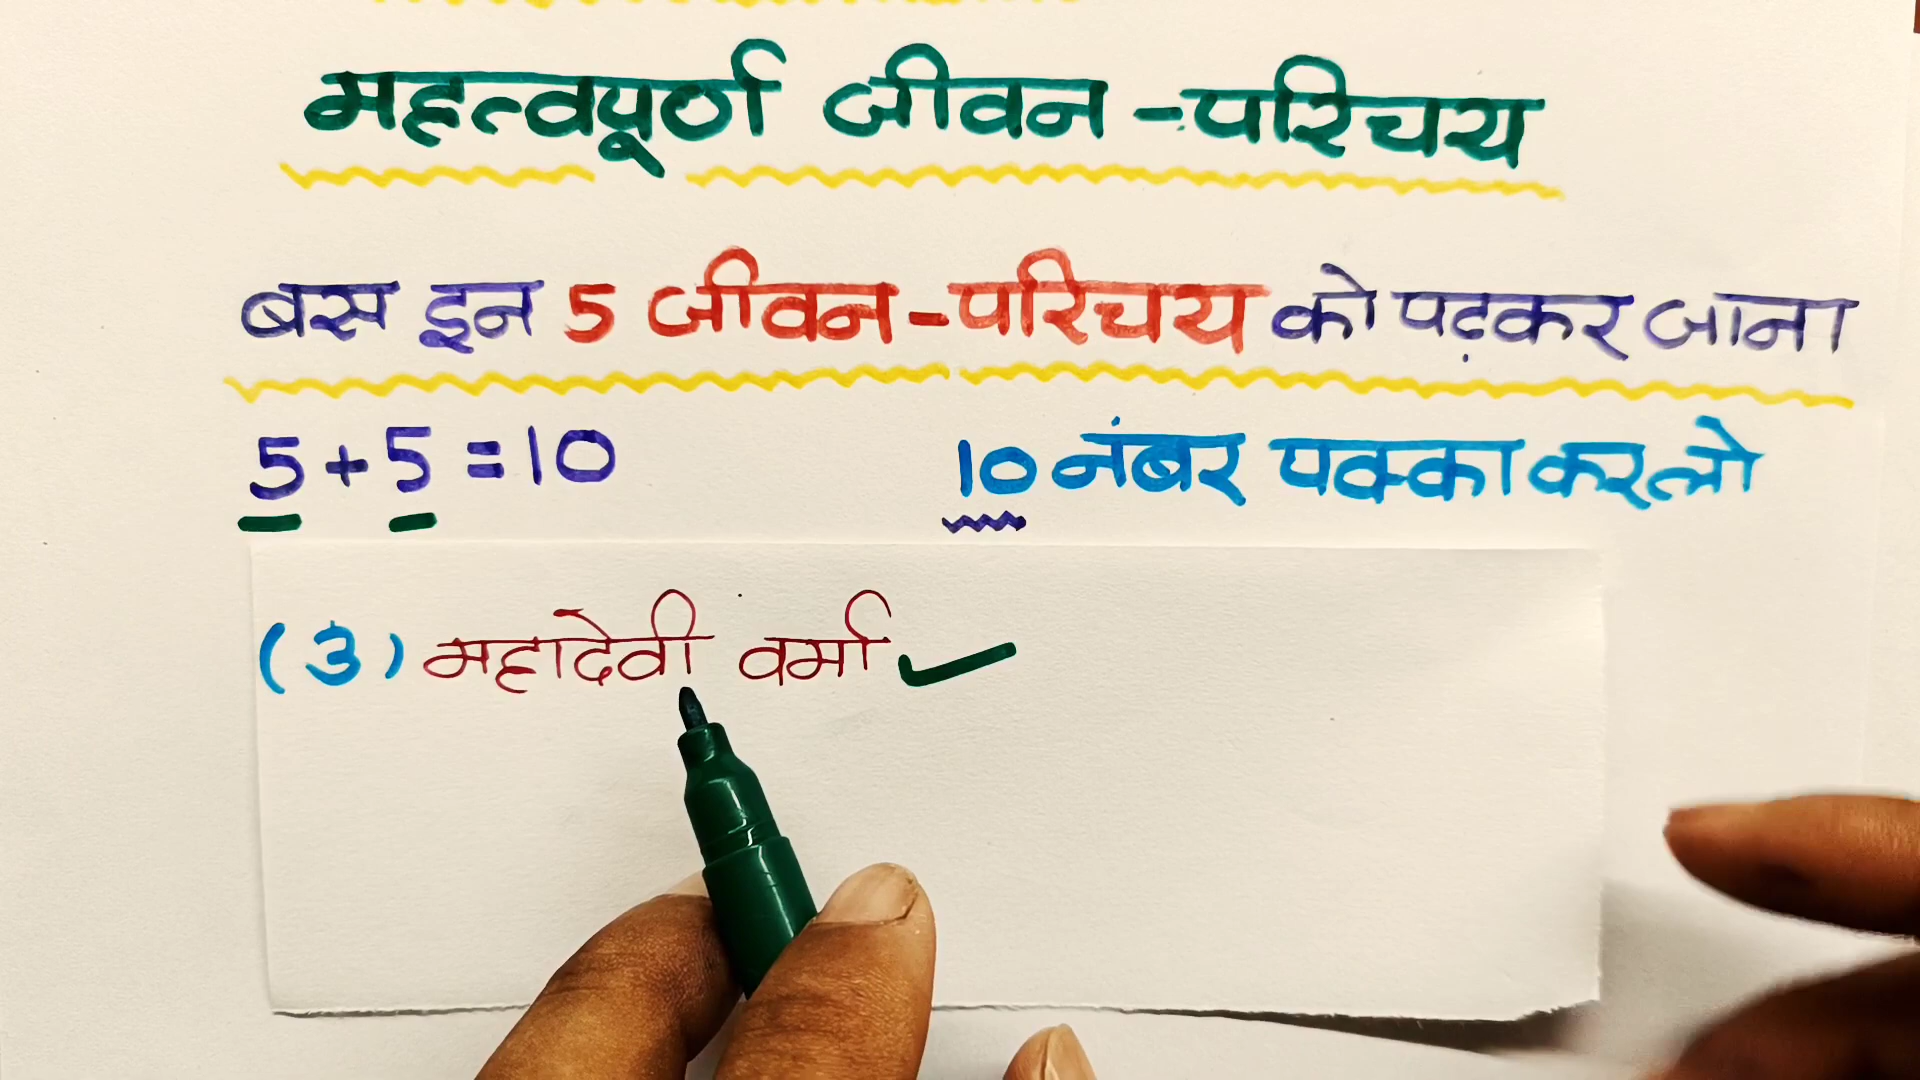 महत्वपूर्ण जीवन-परिचय
बस इन 5 जीवन-परिचय को पढ़कर जाना
5+5=10 10 नंबर पक्का करलो
(3) महादेवी वर्मा